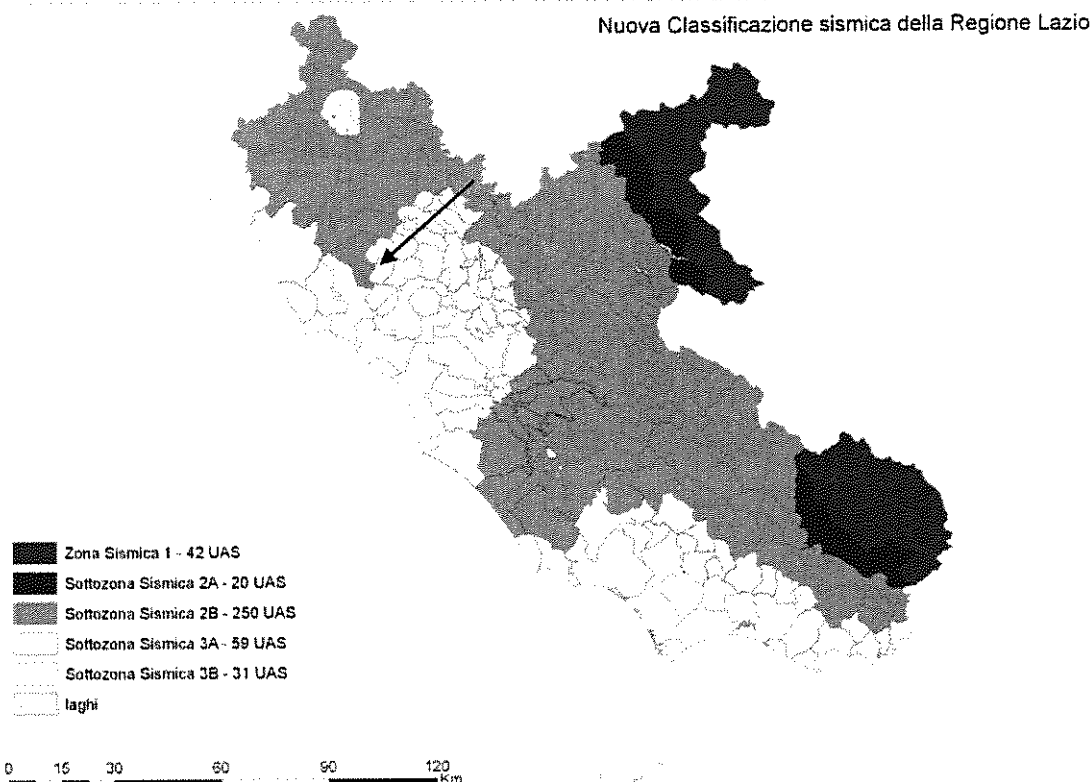 Nuova Classificazione sismica della Regione Lazio
Zona Sismica 1 - 42 UAS
Sottozona Sismica 2A - 20 UAS
Sottozona Sismica 2B - 250 UAS
Sottozona Sismica 3A - 59 UAS
Sottozona Sismica 3B - 31 UAS
laghi
0 15 30 60 90 120
Km